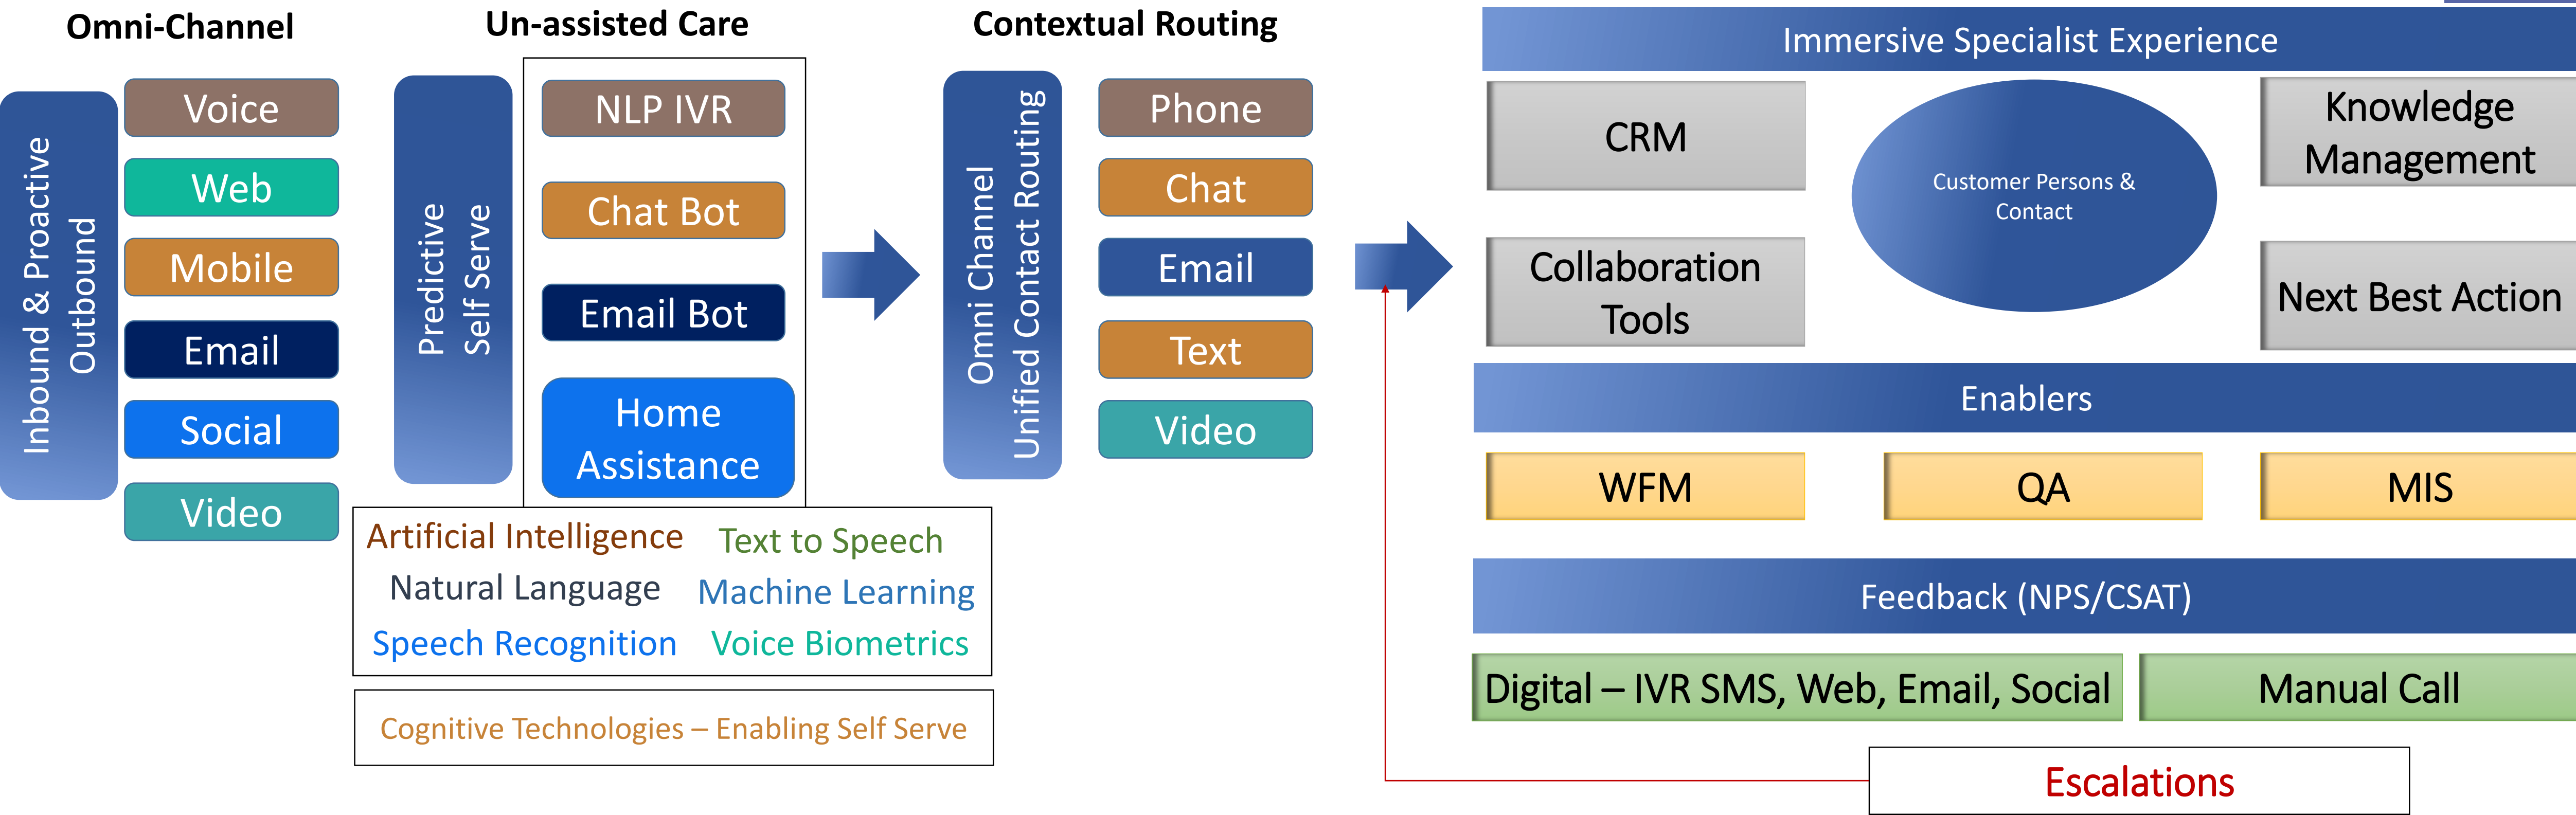 Omni-Channel
Inbound & Proactive
Outbound
Voice
Web
Mobile
Email
Social
Video
Un-assisted Care
Predictive
Self Serve
NLP IVR
Chat Bot
Email Bot
Home
Assistance
Artificial Intelligence
Text to Speech
Natural Language
Machine Learning
Speech Recognition
Voice Biometrics
Cognitive Technologies – Enabling Self Serve
Contextual Routing
Omni Channel
Unified Contact Routing
Phone
Chat
Email
Text
Video
Immersive Specialist Experience
CRM
Customer Persons &
Contact
Knowledge
Management
Collaboration
Tools
Next Best Action
Enablers
WFM
QA
MIS
Feedback (NPS/CSAT)
Digital – IVR SMS, Web, Email, Social
Manual Call
Escalations